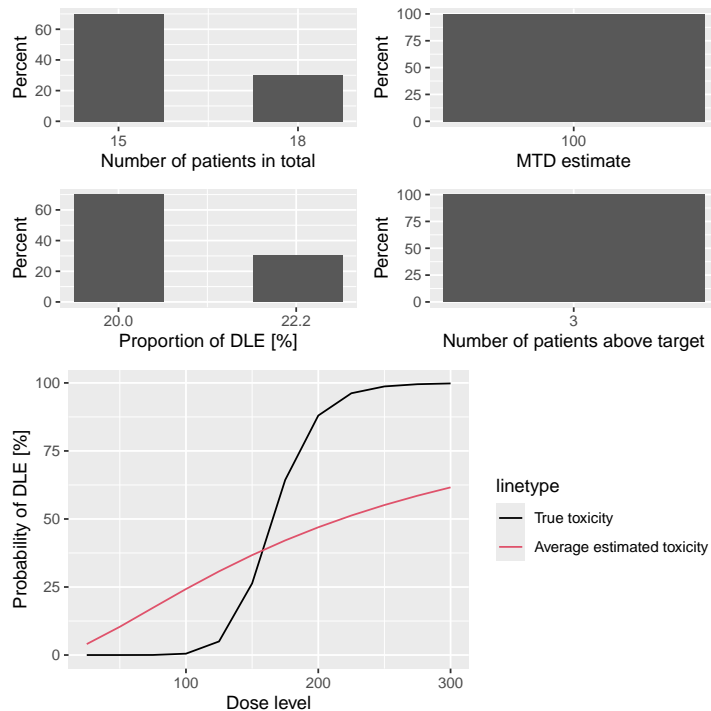 Percent
60
40
20
0
15
18
Number of patients in total
Percent
100
75
50
25
0
100
MTD estimate
Percent
60
40
20
0
20.0
22.2
Proportion of DLE [%]
Percent
100
75
50
25
0
3
Number of patients above target
Probability of DLE [%]
100
75
50
25
0
100
200
300
Dose level
linetype
True toxicity
Average estimated toxicity